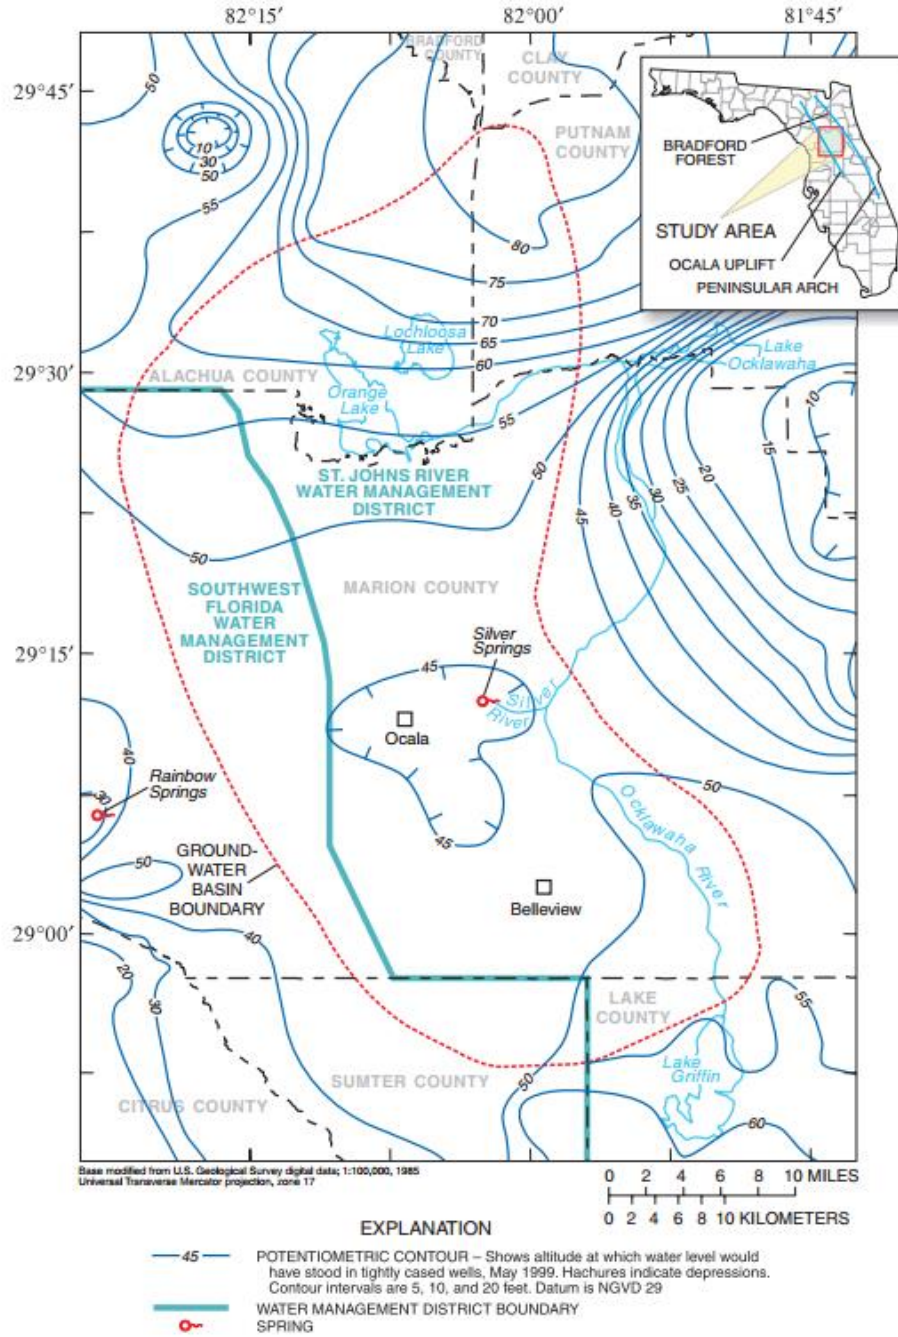 82°15' 82°00' 81°45'
29°45'
29°30'
29°15'
29°00'
BRADFORD
COUNTY
CLAY
COUNTY
PUTNAM
COUNTY
BRADFORD
FOREST
STUDY AREA
OCALA UPLIFT
PENINSULAR ARCH
50
10
30
50
55
80
75
70
65
60
Lochloosa
Lake
Lake
Ocklawaha
ALACHUA COUNTY
Orange
Lake
55
50
10
15
20
25
30
35
40
45
ST. JOHNS RIVER
WATER MANAGEMENT
DISTRICT
50
SOUTHWEST
FLORIDA
WATER
MANAGEMENT
DISTRICT
MARION COUNTY
Silver
Springs
45
Silver
River
Ocala
40
Rainbow
Springs
30
45
50
Ocklawaha River
50
GROUND-
WATER
BASIN
BOUNDARY
Belleview
40
20
30
LAKE
COUNTY
55
SUMTER COUNTY
50
Lake
Griffin
CITRUS COUNTY
60
Base modified from U.S. Geological Survey digital data; 1:100,000, 1985
Universal Transverse Mercator projection, zone 17
0 2 4 6 8 10 MILES
0 2 4 6 8 10 KILOMETERS
EXPLANATION
45 POTENTIOMETRIC CONTOUR – Shows altitude at which water level would
have stood in tightly cased wells, May 1999. Hachures indicate depressions.
Contour intervals are 5, 10, and 20 feet. Datum is NGVD 29
WATER MANAGEMENT DISTRICT BOUNDARY
SPRING